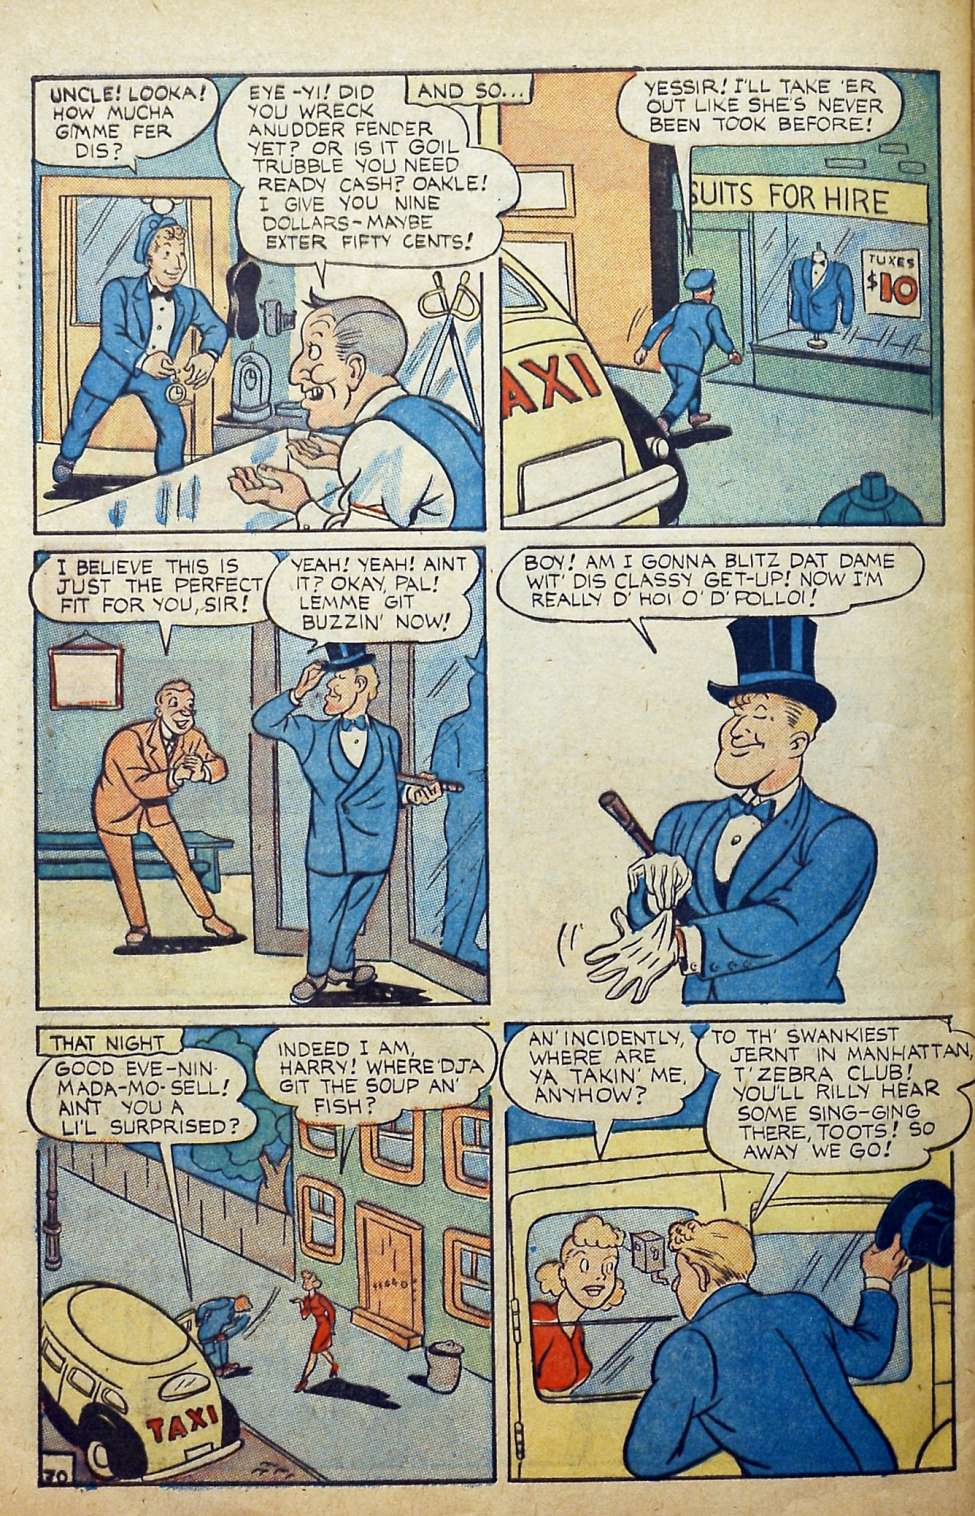 UNCLE! LOOKA!
HOW MUCHA
GIMME FER
DIS?
EYE-YI! DID
YOU WRECK
ANUDDER FENDER
YET? OR IS IT GOIL
TRUBBLE YOU NEED
READY CASH? OAKLE!
I GIVE YOU NINE
DOLLARS-MAYBE
EXTER FIFTY CENTS!
AND SO...
YESSIR! I'LL TAKE 'ER
OUT LIKE SHE'S NEVER
BEEN TOOK BEFORE!
SUITS FOR HIRE
TUXES
$10
TAXI
I BELIEVE THIS IS
JUST THE PERFECT
FIT FOR YOU, SIR!
YEAH! YEAH! AINT
IT? OKAY, PAL!
LEMME GIT
BUZZIN' NOW!
BOY! AM I GONNA BLITZ DAT DAME
WIT' DIS CLASSY GET-UP! NOW I'M
REALLY D' HOI O' D' POLLOI!
THAT NIGHT
GOOD EVE-NIN'
MADA-MO-SELL!
AIN'T YOU A
LI'L SURPRISED?
INDEED I AM,
HARRY! WHERE'DJA
GIT THE SOUP AN'
FISH?
TAXI
70
AN' INCIDENTLY,
WHERE ARE
YA TAKIN' ME,
ANYHOW?
TO TH' SWANKIEST
JERNT IN MANHATTAN,
T' ZEBRA CLUB!
YOU'LL RILLY HEAR
SOME SING-GING
THERE, TOOTS! SO
AWAY WE GO!